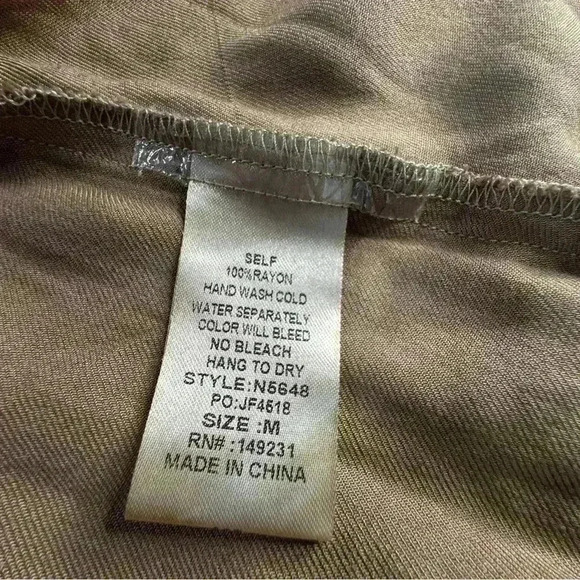 SELF
100%RAYON
HAND WASH COLD
WATER SEPARATELY
COLOR WILL BLEED
NO BLEACH
HANG TO DRY
STYLE:N5648
PO:JF4518
SIZE :M
RN# :149231
MADE IN CHINA